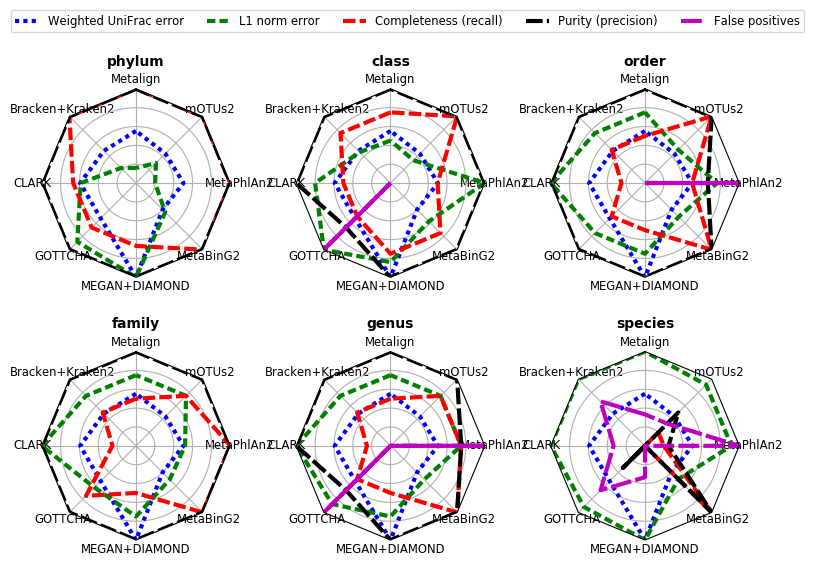 Weighted UniFrac error L1 norm error Completeness (recall) Purity (precision) False positives
phylum class order
Metalign Metalign Metalign
Bracken+Kraken2 mOTUs2 Bracken+Kraken2 mOTUs2 Bracken+Kraken2 mOTUs2
CLARK MetaPhlAn2 CLARK MetaPhlAn2 CLARK MetaPhlAn2
GOTTCHA MetaBinG2 GOTTCHA MetaBinG2 GOTTCHA MetaBinG2
MEGAN+DIAMOND MEGAN+DIAMOND MEGAN+DIAMOND
family genus species
Metalign Metalign Metalign
Bracken+Kraken2 mOTUs2 Bracken+Kraken2 mOTUs2 Bracken+Kraken2 mOTUs2
CLARK MetaPhlAn2 CLARK MetaPhlAn2 CLARK MetaPhlAn2
GOTTCHA MetaBinG2 GOTTCHA MetaBinG2 GOTTCHA MetaBinG2
MEGAN+DIAMOND MEGAN+DIAMOND MEGAN+DIAMOND